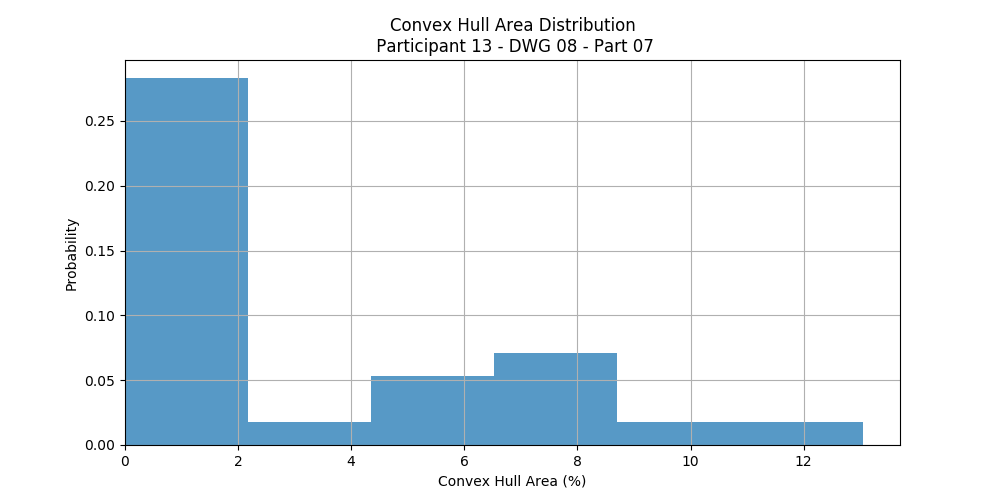 Convex Hull Area Distribution
Participant 13 - DWG 08 - Part 07
Probability
0.25
0.20
0.15
0.10
0.05
0.00
0 2 4 6 8 10 12
Convex Hull Area (%)